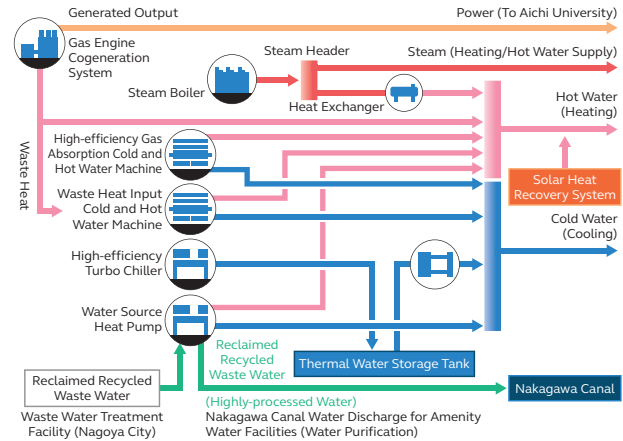 Generated Output
Power (To Aichi University)
Gas Engine
Cogeneration
System
Steam Header
Steam (Heating/Hot Water Supply)
Steam Boiler
Heat Exchanger
Hot Water
(Heating)
Waste Heat
High-efficiency Gas
Absorption Cold and
Hot Water Machine
Solar Heat
Recovery System
Waste Heat Input
Cold and Hot
Water Machine
Cold Water
(Cooling)
High-efficiency
Turbo Chiller
Water Source
Heat Pump
Reclaimed
Recycled
Waste Water
Thermal Water Storage Tank
Reclaimed Recycled
Waste Water
Nakagawa Canal
(Highly-processed Water)
Waste Water Treatment
Facility (Nagoya City)
Nakagawa Canal Water Discharge for Amenity
Water Facilities (Water Purification)